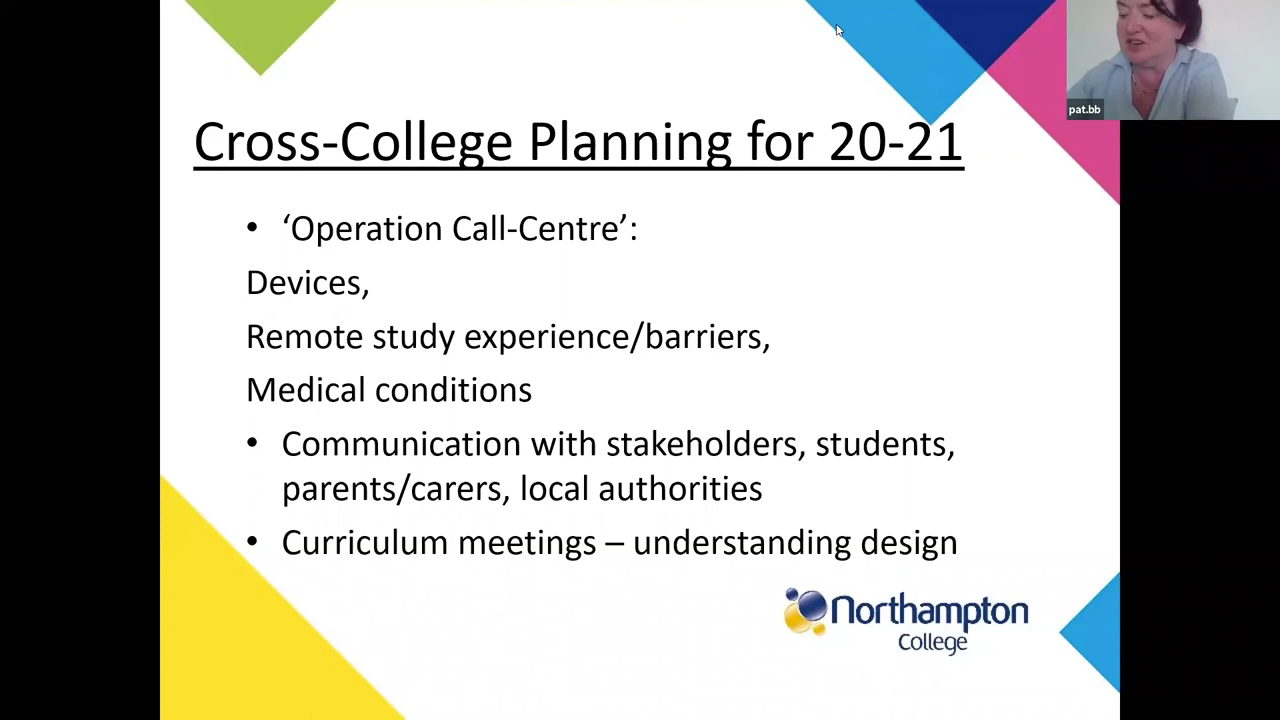 pat.bb
Cross-College Planning for 20-21
• ‘Operation Call-Centre’:
Devices,
Remote study experience/barriers,
Medical conditions
• Communication with stakeholders, students,
parents/carers, local authorities
• Curriculum meetings – understanding design
Northampton
College